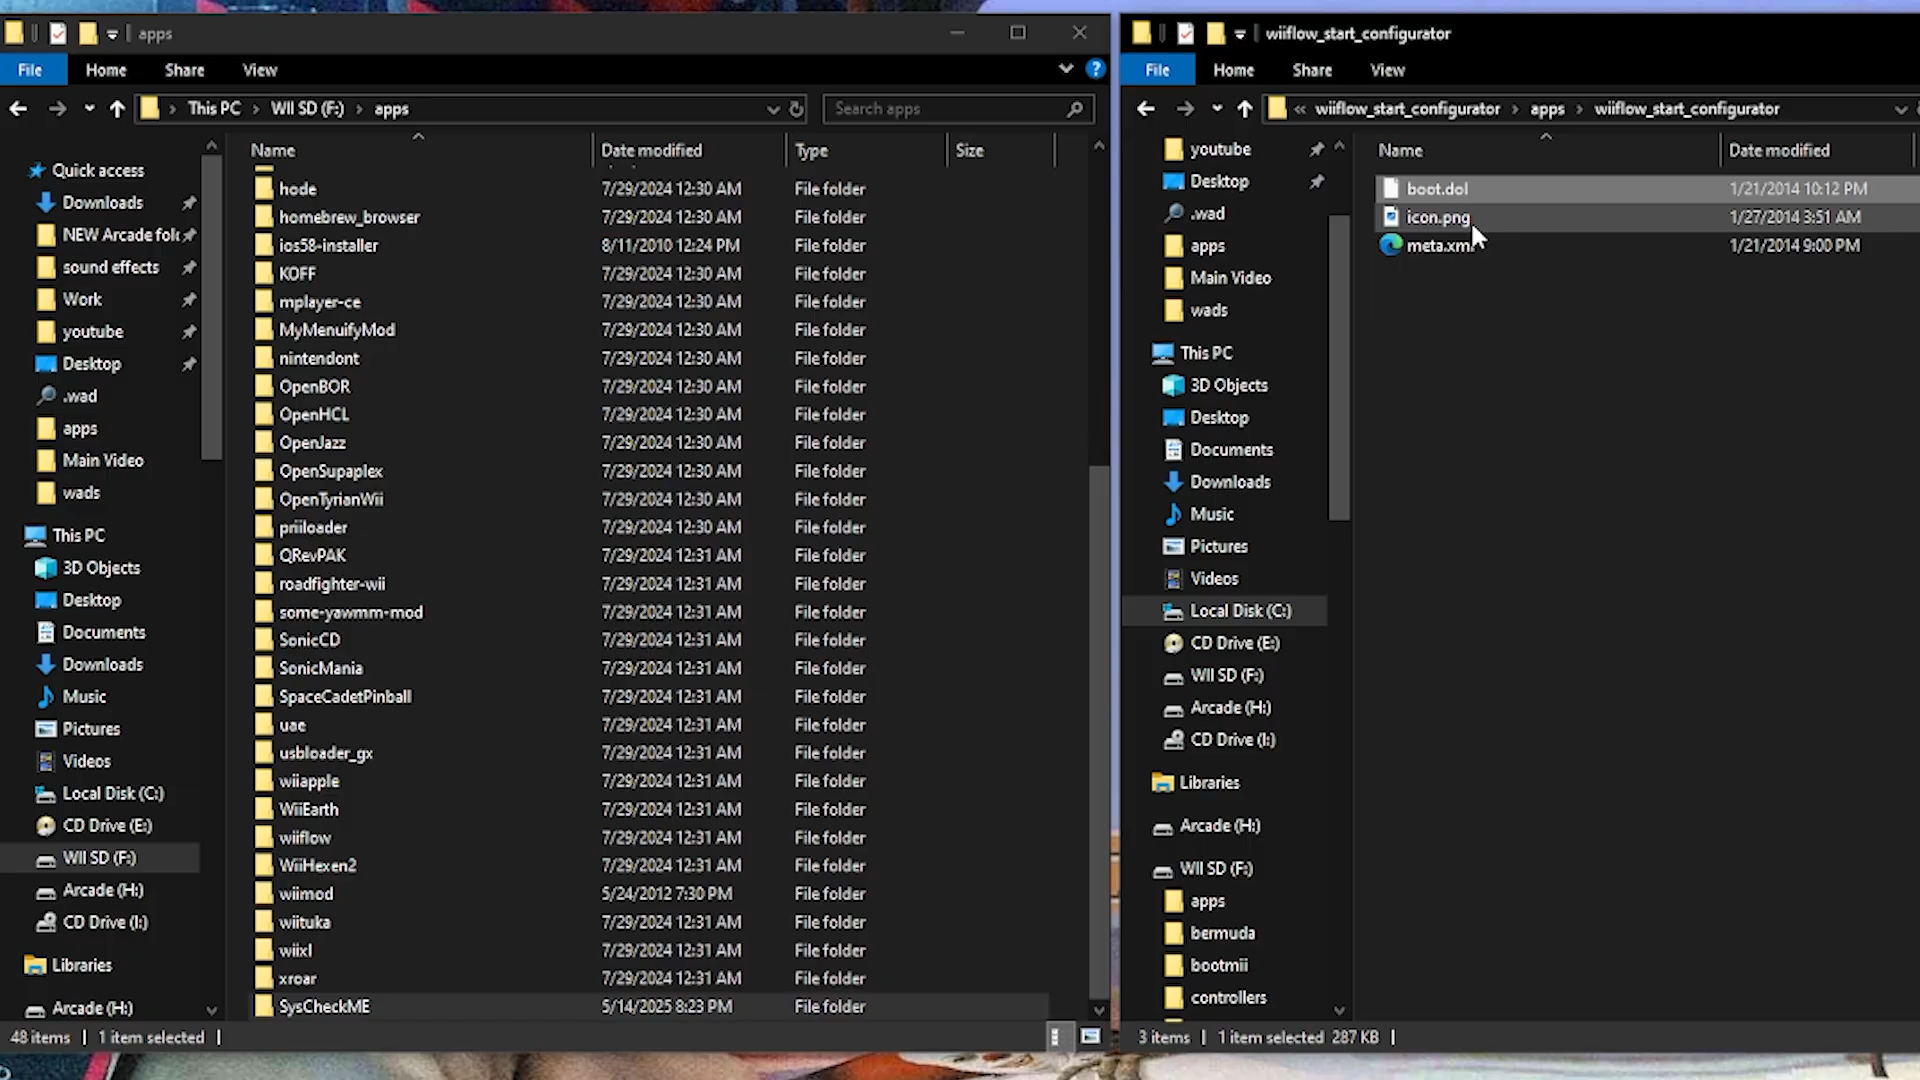 apps
File Home Share View
This PC > WII SD (F:) > apps
Search apps
Name Date modified Type Size
Quick access
Downloads
NEW Arcade fol
sound effects
Work
youtube
Desktop
.wad
apps
Main Video
wads
This PC
3D Objects
Desktop
Documents
Downloads
Music
Pictures
Videos
Local Disk (C:)
CD Drive (E:)
WII SD (F:)
Arcade (H:)
CD Drive (I:)
Libraries
Arcade (H:)
hode 7/29/2024 12:30 AM File folder
homebrew_browser 7/29/2024 12:30 AM File folder
ios58-installer 8/11/2010 12:24 PM File folder
KOFF 7/29/2024 12:30 AM File folder
mplayer-ce 7/29/2024 12:30 AM File folder
MyMenuifyMod 7/29/2024 12:30 AM File folder
nintendont 7/29/2024 12:30 AM File folder
OpenBOR 7/29/2024 12:30 AM File folder
OpenHCL 7/29/2024 12:30 AM File folder
OpenJazz 7/29/2024 12:30 AM File folder
OpenSupaplex 7/29/2024 12:30 AM File folder
OpenTyrianWii 7/29/2024 12:30 AM File folder
priiloader 7/29/2024 12:30 AM File folder
QRevPAK 7/29/2024 12:31 AM File folder
roadfighter-wii 7/29/2024 12:31 AM File folder
some-yawmm-mod 7/29/2024 12:31 AM File folder
SonicCD 7/29/2024 12:31 AM File folder
SonicMania 7/29/2024 12:31 AM File folder
SpaceCadetPinball 7/29/2024 12:31 AM File folder
uae 7/29/2024 12:31 AM File folder
usbloader_gx 7/29/2024 12:31 AM File folder
wiiapple 7/29/2024 12:31 AM File folder
WiiEarth 7/29/2024 12:31 AM File folder
wiiflow 7/29/2024 12:31 AM File folder
WiiHexen2 7/29/2024 12:31 AM File folder
wiimod 5/24/2012 7:30 PM File folder
wiituka 7/29/2024 12:31 AM File folder
wiixl 7/29/2024 12:31 AM File folder
xroar 7/29/2024 12:31 AM File folder
SysCheckME 5/14/2025 8:23 PM File folder
48 items | 1 item selected |
wiiflow_start_configurator
File Home Share View
« wiiflow_start_configurator > apps > wiiflow_start_configurator
Name Date modified
youtube
Desktop
.wad
apps
Main Video
wads
This PC
3D Objects
Desktop
Documents
Downloads
Music
Pictures
Videos
Local Disk (C:)
CD Drive (E:)
WII SD (F:)
Arcade (H:)
CD Drive (I:)
Libraries
Arcade (H:)
WII SD (F:)
apps
bermuda
bootmii
controllers
boot.dol 1/21/2014 10:12 PM
icon.png 1/27/2014 3:51 AM
meta.xml 1/21/2014 9:00 PM
3 items | 1 item selected 287 KB |